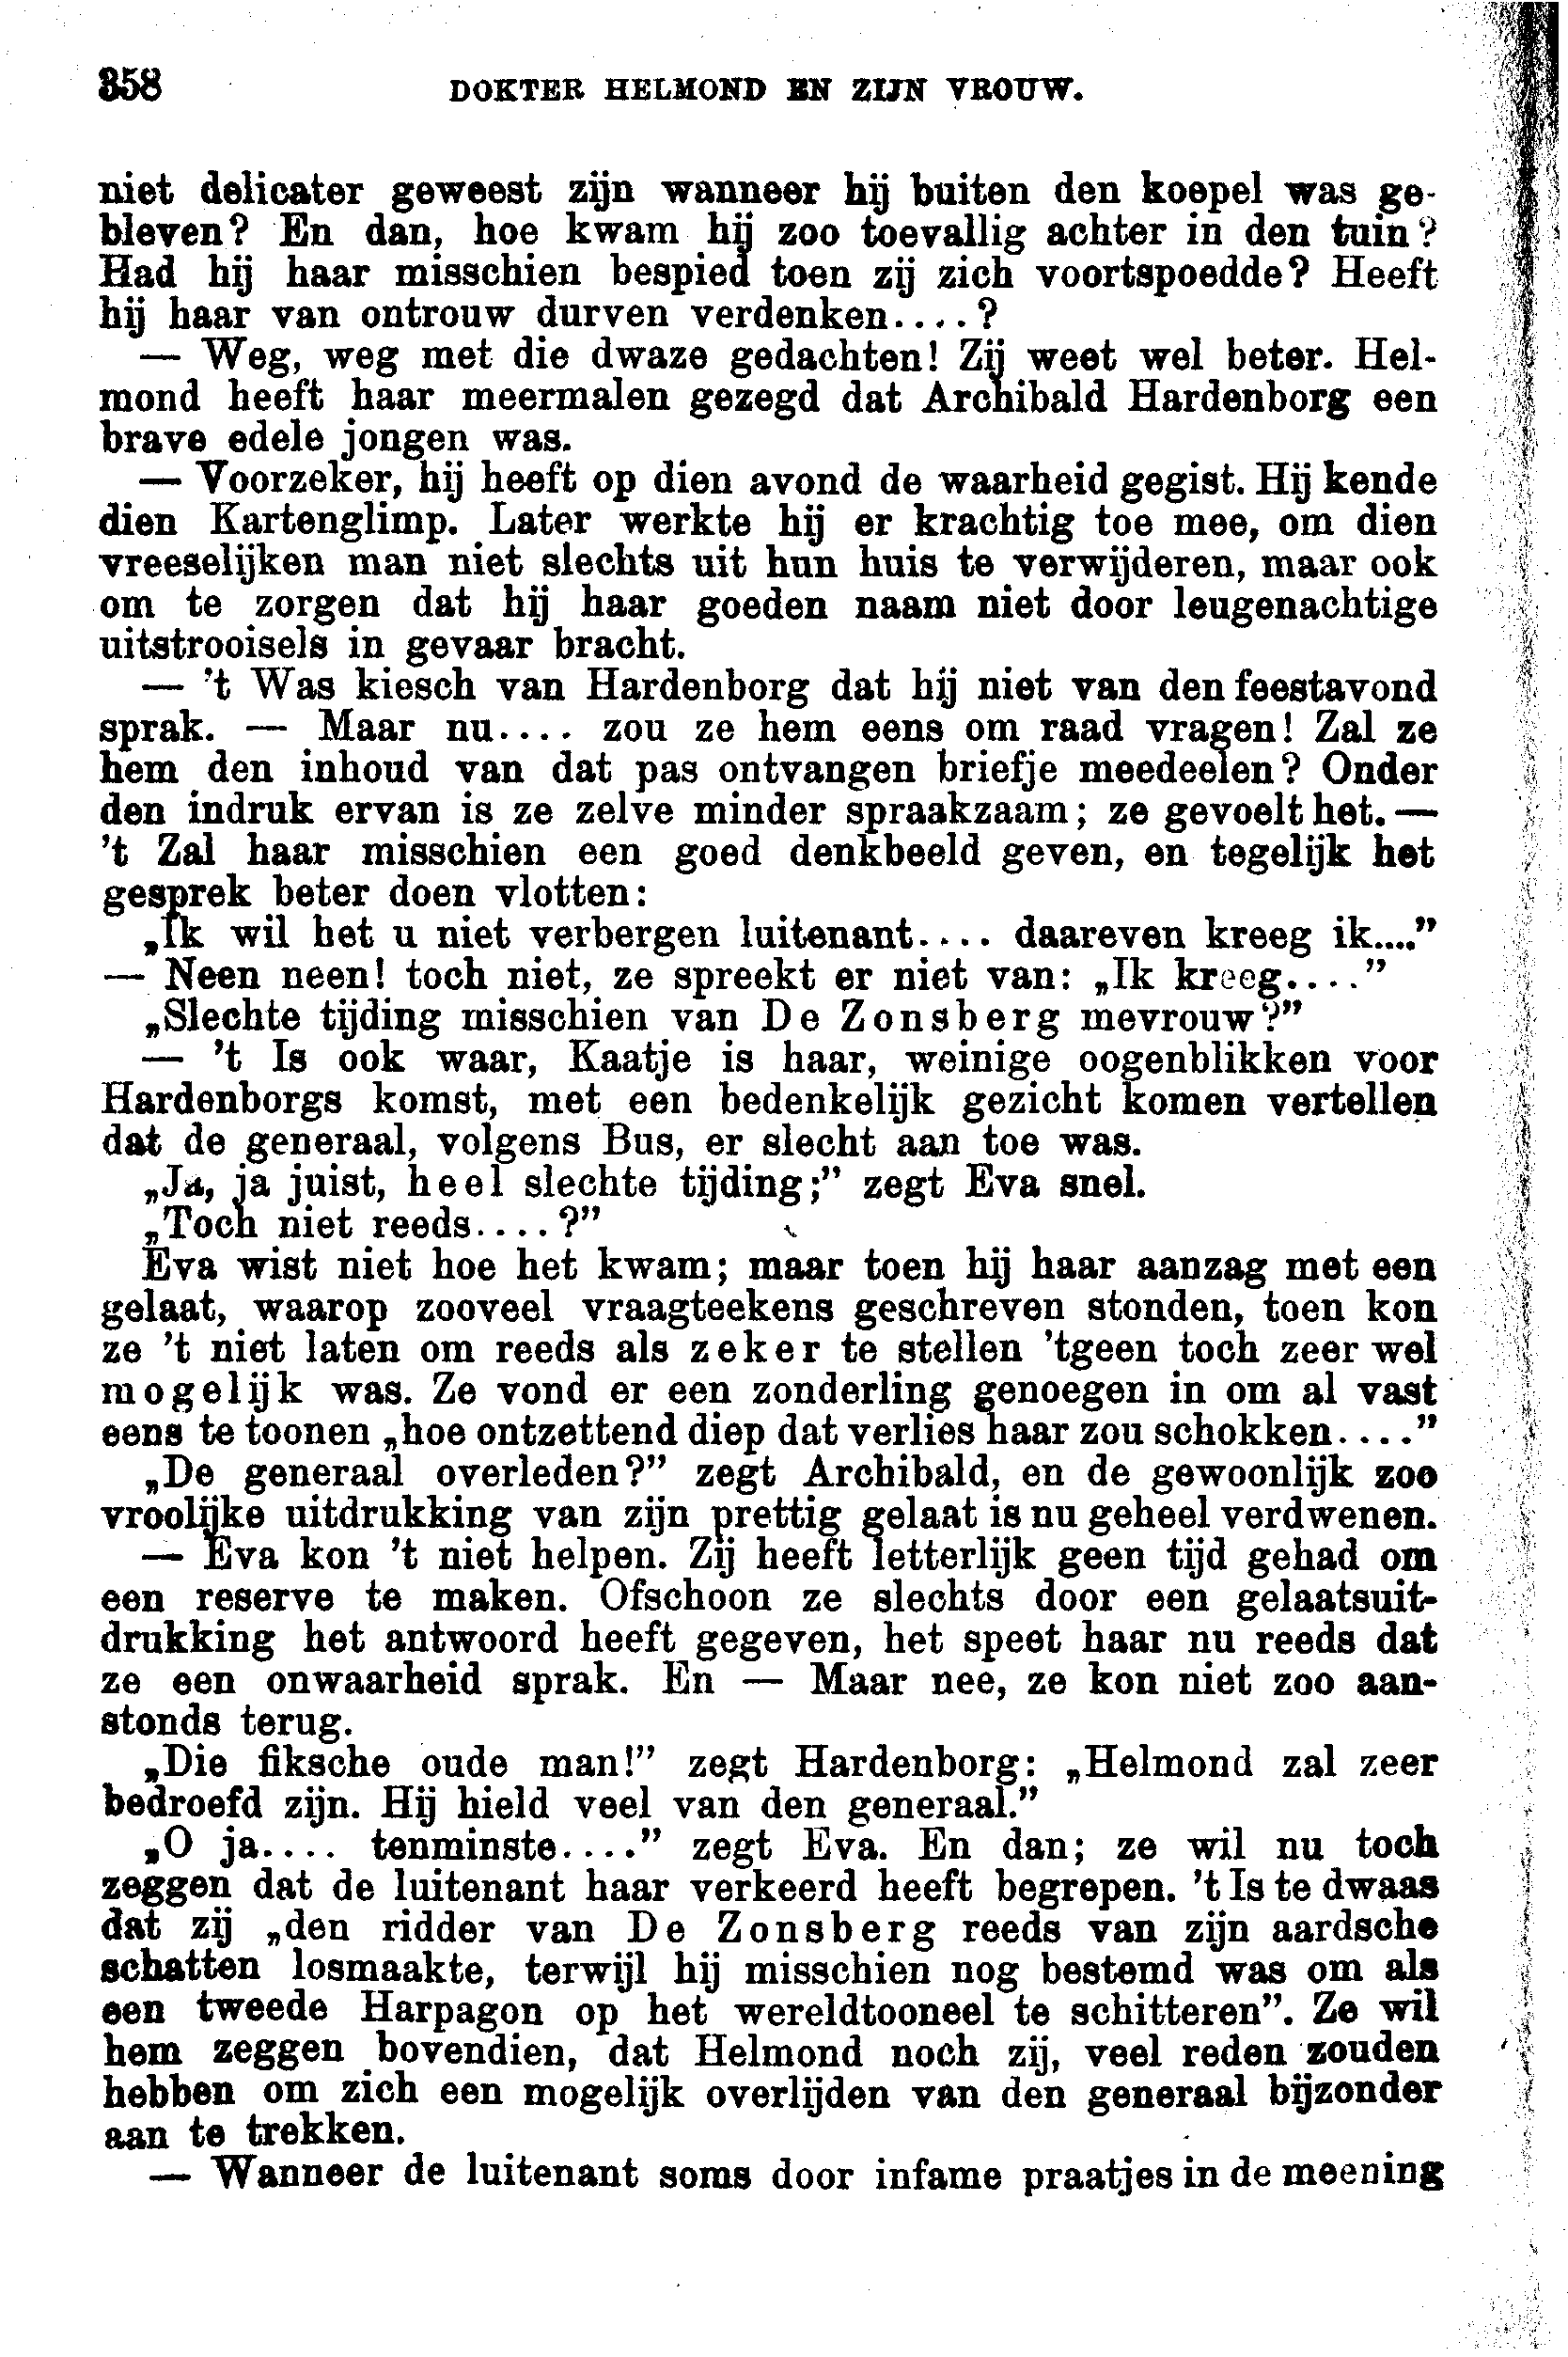 358 DOKTER HELMOND EN ZIJN VROUW.
niet delicater geweest zijn wanneer hij buiten den koepel was ge-
bleven? En dan, hoe kwam hij zoo toevallig achter in den tuin?
Had hij haar misschien bespied toen zij zich voortspoedde? Heeft
hij haar van ontrouw durven verdenken....?
— Weg, weg met die dwaze gedachten! Zij weet wel beter. Hel-
mond heeft haar meermalen gezegd dat Archibald Hardenborg een
brave edele jongen was.
— Voorzeker, hij heeft op dien avond de waarheid gegist. Hij kende
dien Kartenglimp. Later werkte hij er krachtig toe mee, om dien
vreeselijken man niet slechts uit hun huis te verwijderen, maar ook
om te zorgen dat hij haar goeden naam niet door leugenachtige
uitstrooisels in gevaar bracht.
— 't Was kiesch van Hardenborg dat hij niet van den feestavond
sprak. — Maar nu.... zou ze hem eens om raad vragen! Zal ze
hem den inhoud van dat pas ontvangen briefje meedeelen? Onder
den indruk ervan is ze zelve minder spraakzaam; ze gevoelt het. —
't Zal haar misschien een goed denkbeeld geven, en tegelijk het
gesprek beter doen vlotten:
„Ik wil het u niet verbergen luitenant.... daareven kreeg ik...."
— Neen neen! toch niet, ze spreekt er niet van: „Ik kreeg...."
„Slechte tijding misschien van De Zonsberg mevrouw?"
— 't Is ook waar, Kaatje is haar, weinige oogenblikken voor
Hardenborgs komst, met een bedenkelijk gezicht komen vertellen
dat de generaal, volgens Bus, er slecht aan toe was.
„Ja, ja juist, heel slechte tijding;" zegt Eva snel.
„Toch niet reeds....?"
Eva wist niet hoe het kwam; maar toen hij haar aanzag met een
gelaat, waarop zooveel vraagteekens geschreven stonden, toen kon
ze 't niet laten om reeds als zeker te stellen 'tgeen toch zeer wel
mogelijk was. Ze vond er een zonderling genoegen in om al vast
eens te toonen „hoe ontzettend diep dat verlies haar zou schokken...."
„De generaal overleden?" zegt Archibald, en de gewoonlijk zoo
vroolijke uitdrukking van zijn prettig gelaat is nu geheel verdwenen.
— Eva kon 't niet helpen. Zij heeft letterlijk geen tijd gehad om
een reserve te maken. Ofschoon ze slechts door een gelaatsuit-
drukking het antwoord heeft gegeven, het speet haar nu reeds dat
ze een onwaarheid sprak. En — Maar nee, ze kon niet zoo aan-
stonds terug.
„Die fiksche oude man!" zegt Hardenborg: „Helmond zal zeer
bedroefd zijn. Hij hield veel van den generaal."
„O ja.... tenminste...." zegt Eva. En dan; ze wil nu toch
zeggen dat de luitenant haar verkeerd heeft begrepen. 't Is te dwaas
dat zij „den ridder van De Zonsberg reeds van zijn aardsche
schatten losmaakte, terwijl hij misschien nog bestemd was om als
een tweede Harpagon op het wereldtooneel te schitteren". Ze wil
hem zeggen bovendien, dat Helmond noch zij, veel reden zouden
hebben om zich een mogelijk overlijden van den generaal bijzonder
aan te trekken.
— Wanneer de luitenant soms door infame praatjes in de meening